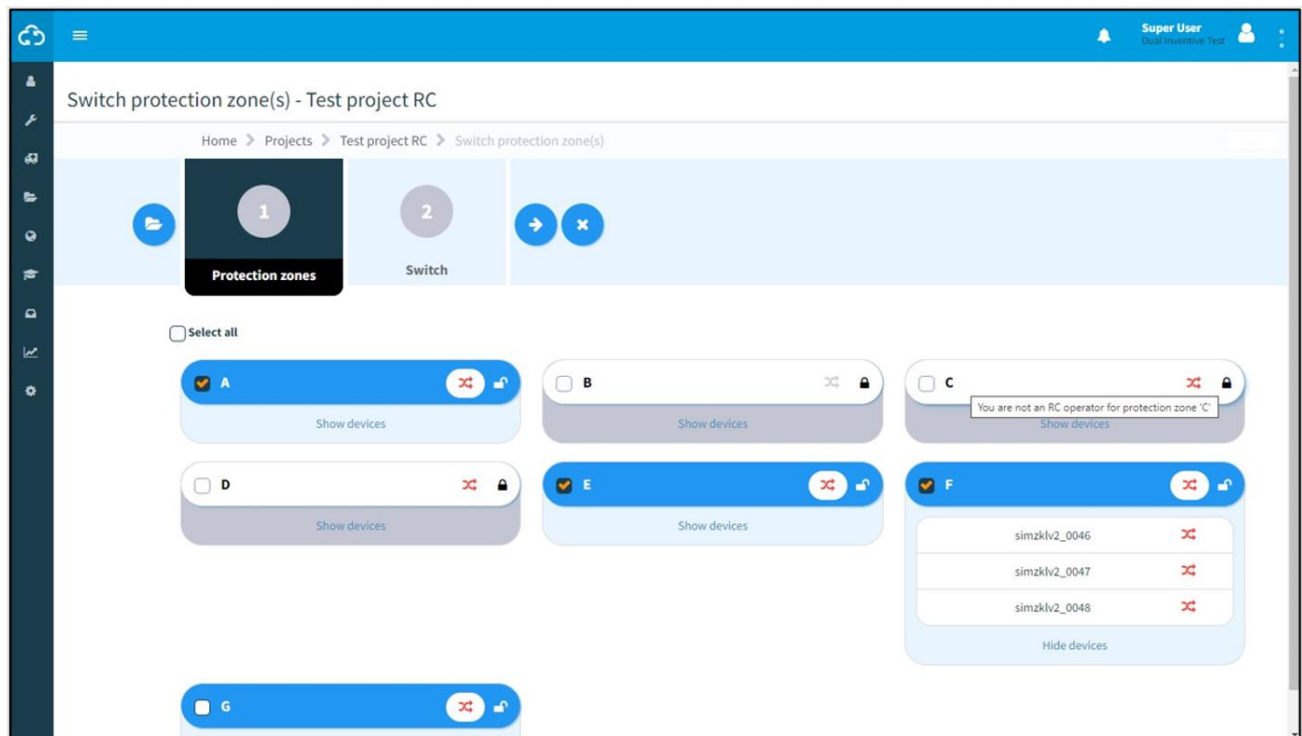 Super User
Dual Inventive Test
Switch protection zone(s) - Test project RC
Home > Projects > Test project RC > Switch protection zone(s)
1
2
Protection zones
Switch
Select all
A
B
C
You are not an RC operator for protection zone 'C'
Show devices
Show devices
Show devices
D
E
F
Show devices
Show devices
simzklv2_0046
simzklv2_0047
simzklv2_0048
Hide devices
G